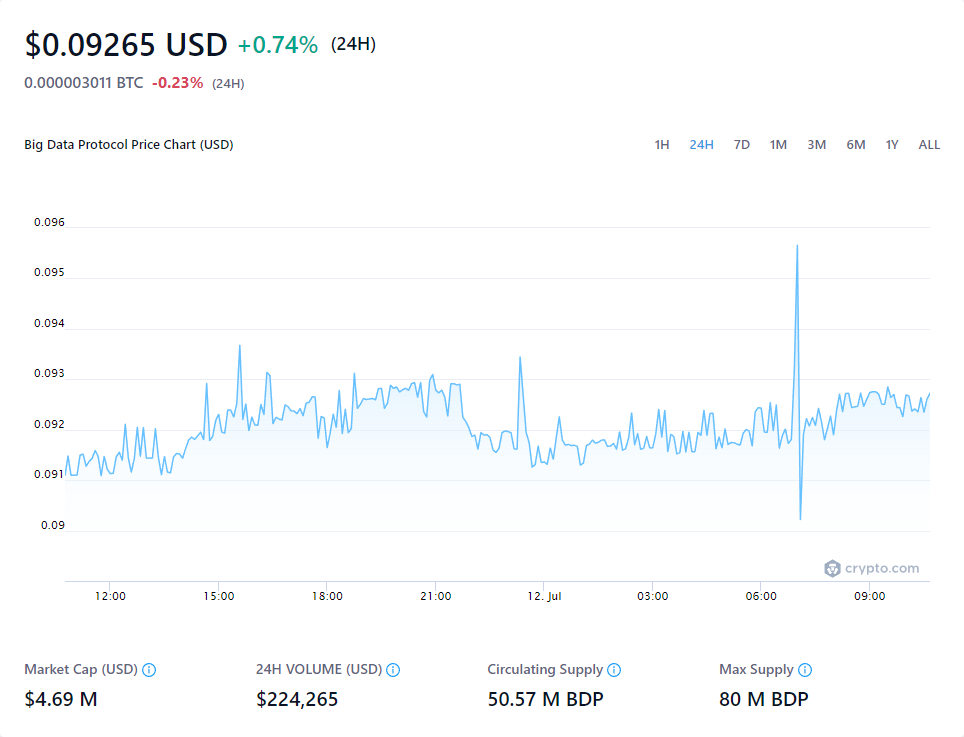 $0.09265 USD +0.74% (24H)
0.000003011 BTC -0.23% (24H)
Big Data Protocol Price Chart (USD) 1H 24H 7D 1M 3M 6M 1Y ALL
0.096
0.095
0.094
0.093
0.092
0.091
0.09
crypto.com
12:00 15:00 18:00 21:00 12. Jul 03:00 06:00 09:00
Market Cap (USD) 24H VOLUME (USD) Circulating Supply Max Supply
$4.69 M $224,265 50.57 M BDP 80 M BDP